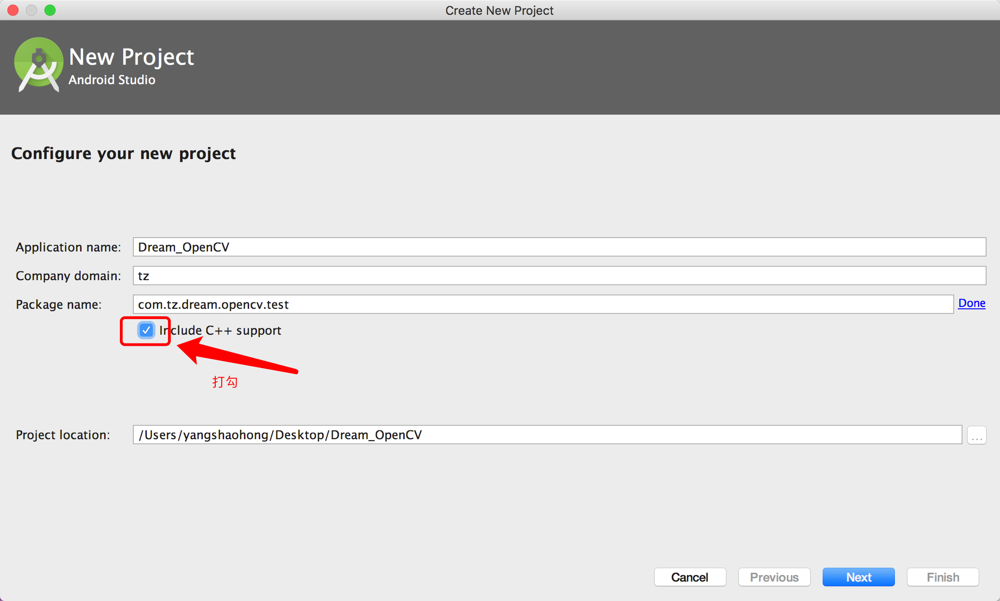 Create New Project
New Project
Android Studio
Configure your new project
Application name: Dream_OpenCV
Company domain: tz
Package name: com.tz.dream.opencv.test Done
Include C++ support
打勾
Project location: /Users/yangshaohong/Desktop/Dream_OpenCV ...
Cancel Previous Next Finish